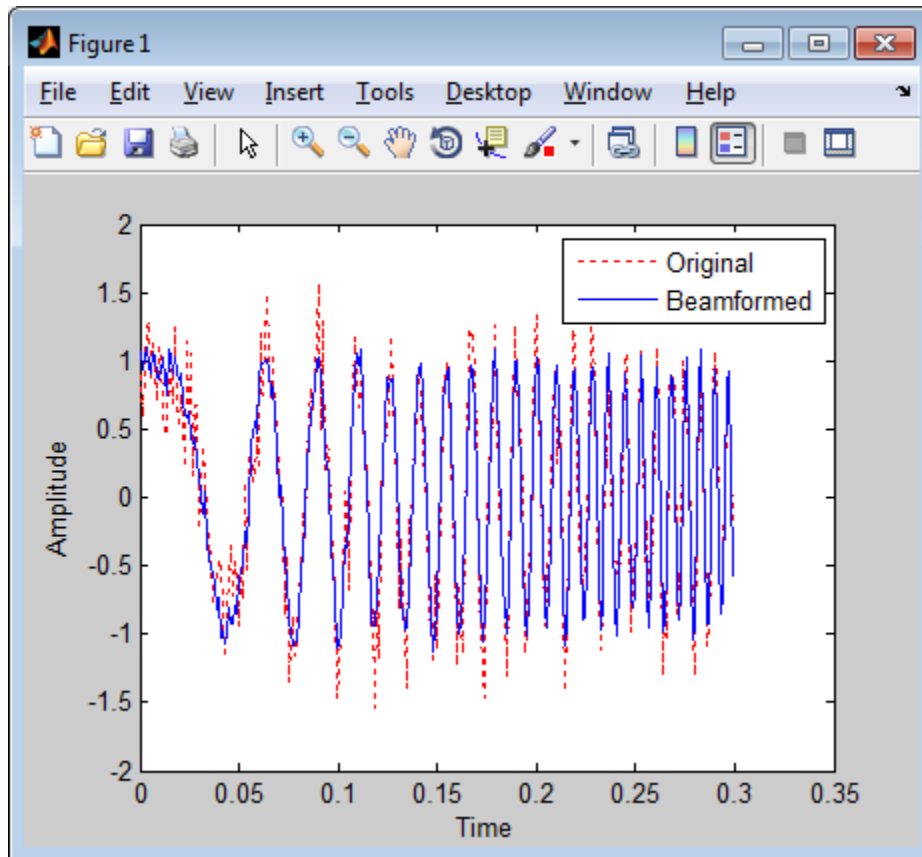 Figure 1
File Edit View Insert Tools Desktop Window Help
Original
Beamformed
2
1.5
1
0.5
0
-0.5
-1
-1.5
-2
Amplitude
0 0.05 0.1 0.15 0.2 0.25 0.3 0.35
Time